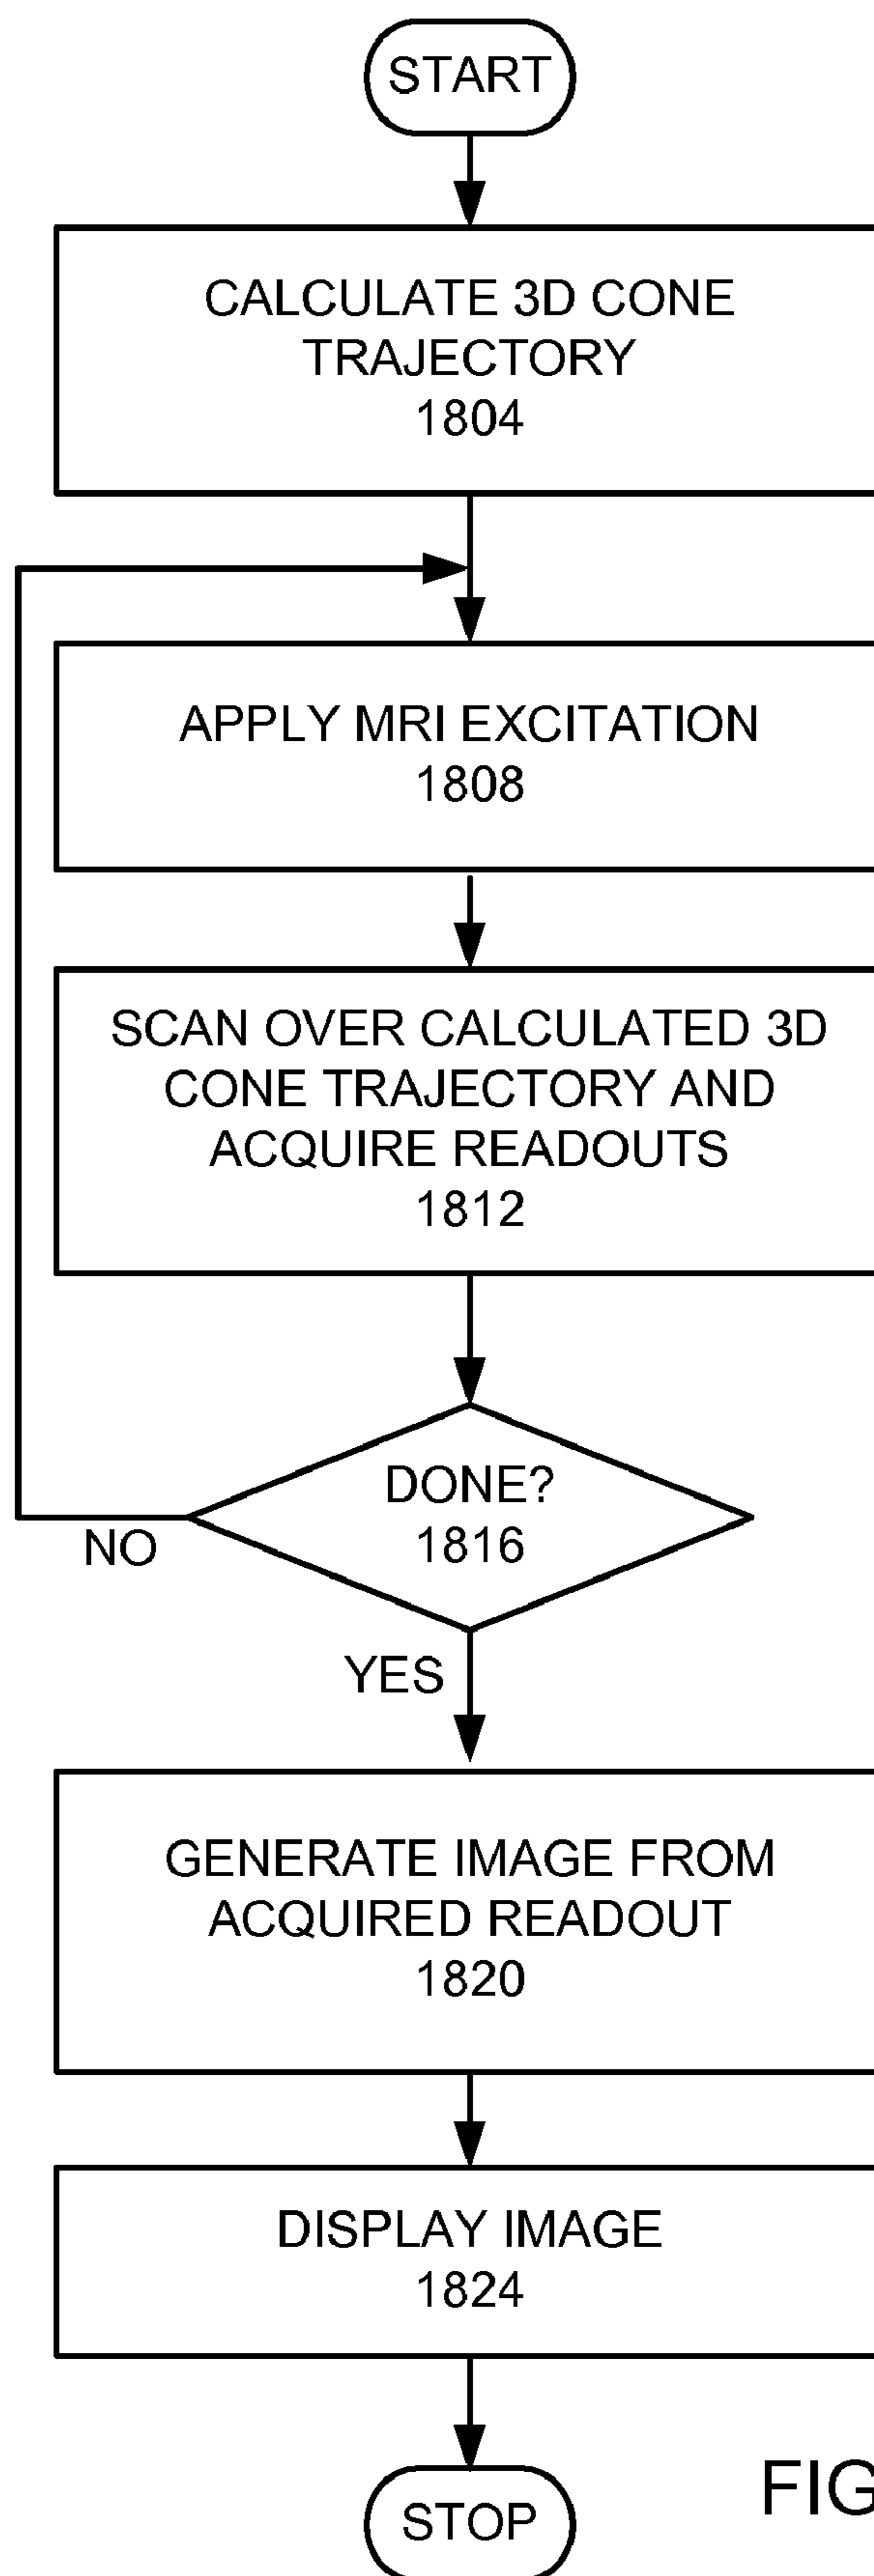 START
CALCULATE 3D CONE
TRAJECTORY
1804
APPLY MRI EXCITATION
1808
SCAN OVER CALCULATED 3D
CONE TRAJECTORY AND
ACQUIRE READOUTS
1812
DONE?
1816
NO
YES
GENERATE IMAGE FROM
ACQUIRED READOUT
1820
DISPLAY IMAGE
1824
STOP
FIG